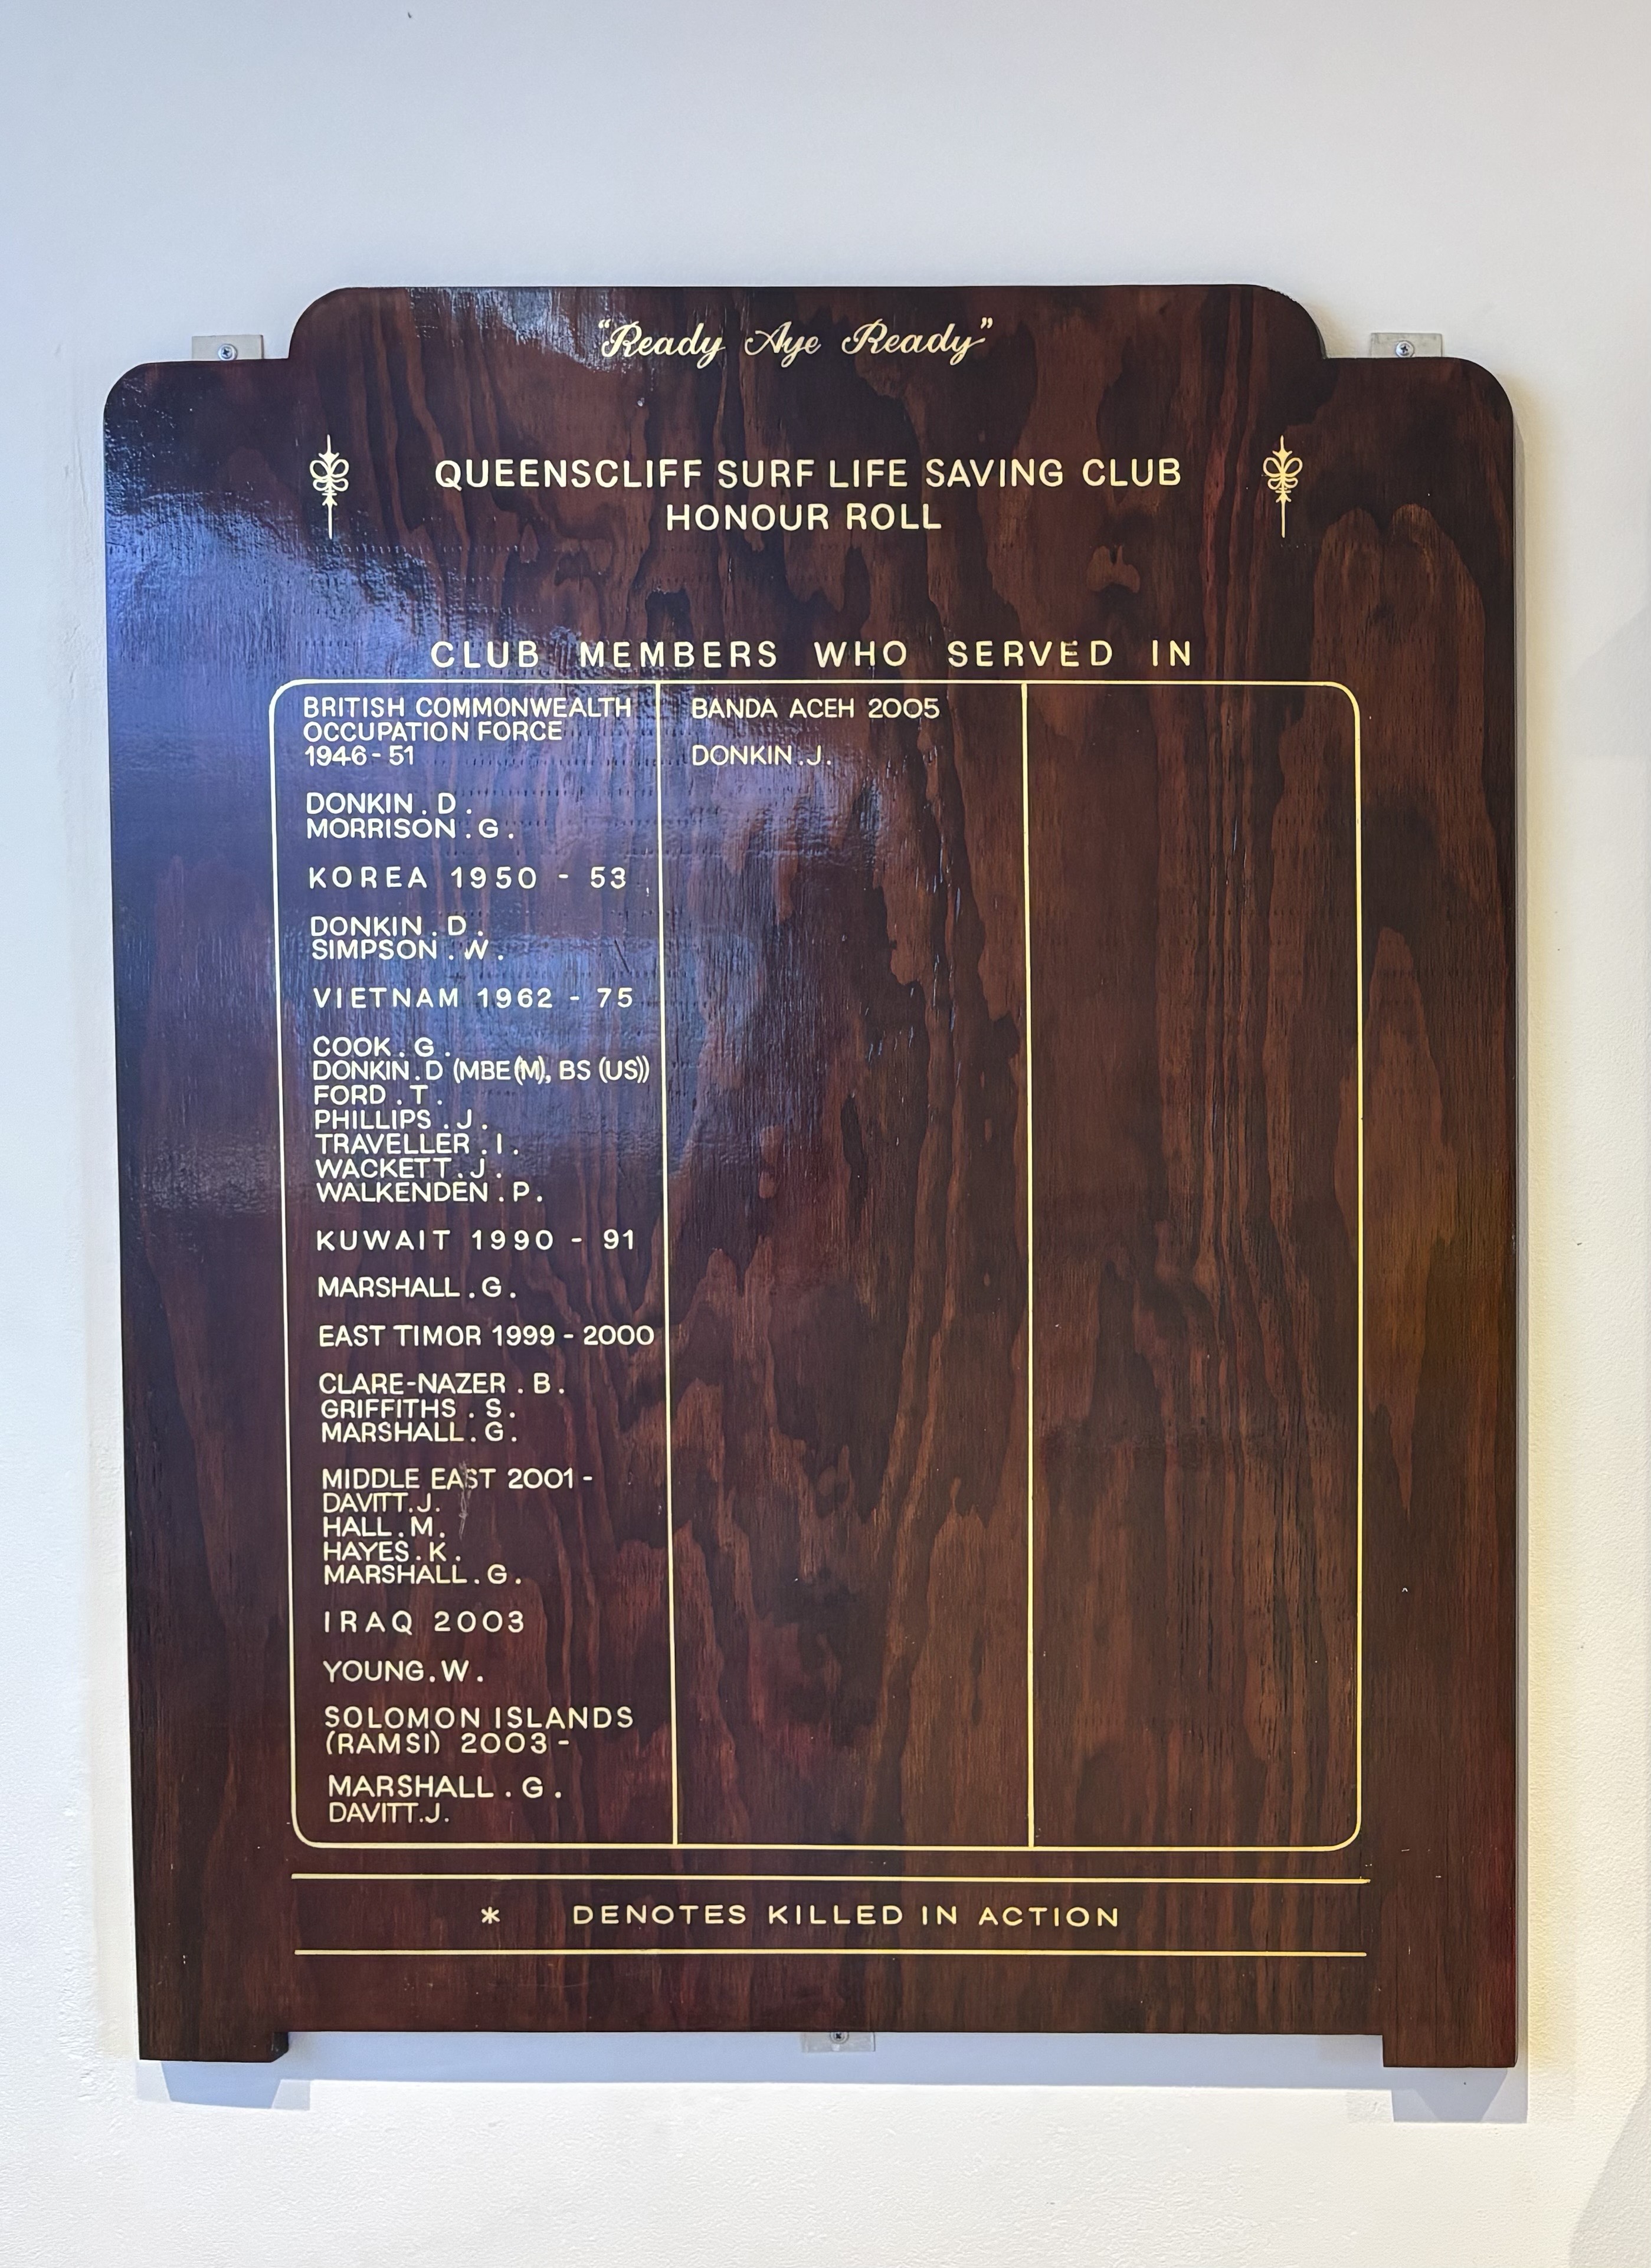 "Ready Aye Ready"
QUEENSCLIFF SURF LIFE SAVING CLUB
HONOUR ROLL
CLUB MEMBERS WHO SERVED IN
BRITISH COMMONWEALTH
OCCUPATION FORCE
1946 - 51
DONKIN . D .
MORRISON . G .
KOREA 1950 - 53
DONKIN . D .
SIMPSON . W .
VIETNAM 1962 - 75
COOK . G .
DONKIN . D (MBE(M), BS (US))
FORD . T .
PHILLIPS . J .
TRAVELLER . I .
WACKETT . J .
WALKENDEN . P .
KUWAIT 1990 - 91
MARSHALL . G .
EAST TIMOR 1999 - 2000
CLARE-NAZER . B .
GRIFFITHS . S .
MARSHALL . G .
MIDDLE EAST 2001 -
DAVITT.J.
HALL . M .
HAYES . K .
MARSHALL . G .
IRAQ 2003
YOUNG . W .
SOLOMON ISLANDS
(RAMSI) 2003 -
MARSHALL . G .
DAVITT.J.
BANDA ACEH 2005
DONKIN . J .
* DENOTES KILLED IN ACTION